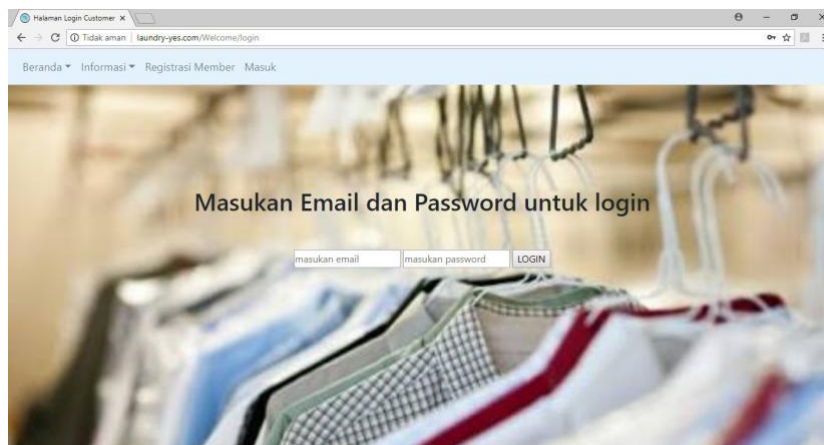 Halaman Login Customer
Tidak aman | laundry-yes.com/Welcome/login
Beranda Informasi Registrasi Member Masuk
Masukan Email dan Password untuk login
masukan email masukan password LOGIN